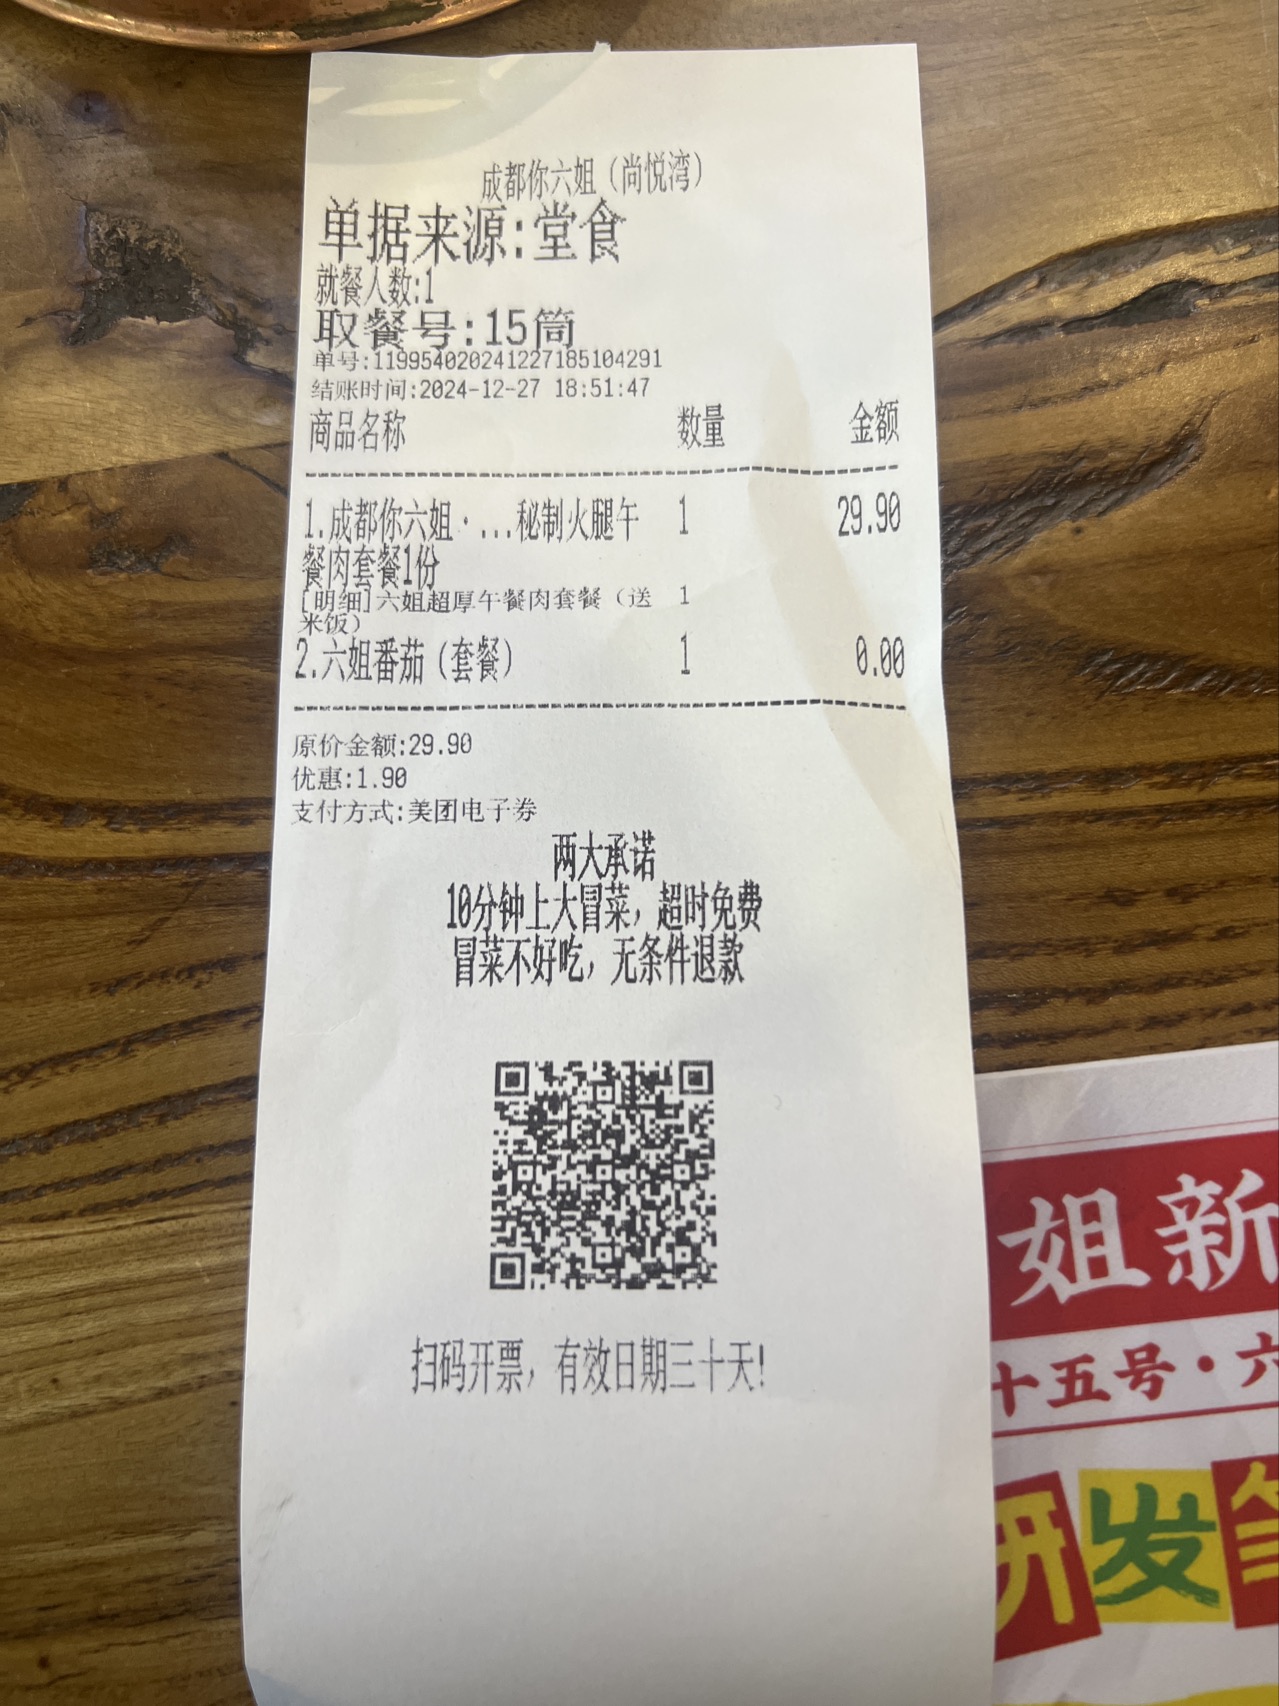 成都你六姐（尚悦湾）
单据来源:堂食
就餐人数:1
取餐号:15筒
单号:119954020241227185104291
结账时间:2024-12-27 18:51:47
商品名称 数量 金额
1.成都你六姐·...秘制火腿午 1 29.90
餐肉套餐1份
[明细]六姐超厚午餐肉套餐（送 1
米饭）
2.六姐番茄（套餐） 1 0.00
原价金额:29.90
优惠:1.90
支付方式:美团电子券
两大承诺
10分钟上大冒菜，超时免费
冒菜不好吃，无条件退款
扫码开票，有效日期三十天!
姐新
十五号·六
研发